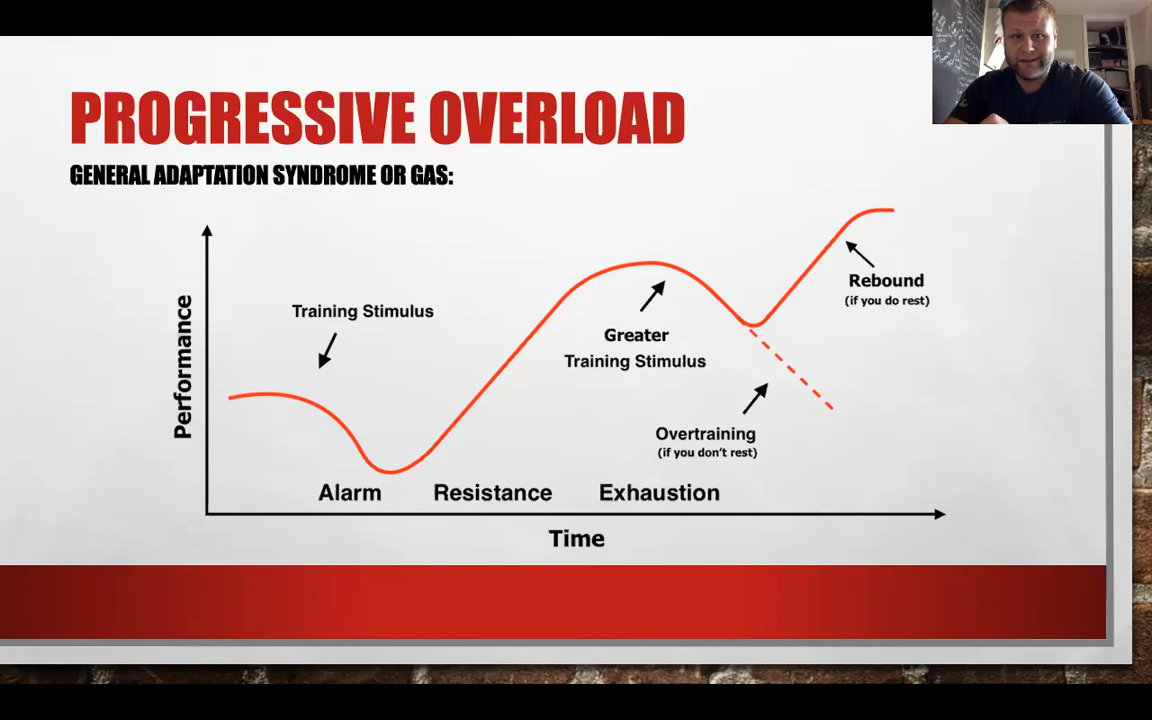 PROGRESSIVE OVERLOAD
GENERAL ADAPTATION SYNDROME OR GAS:
Training Stimulus
Performance
Greater
Training Stimulus
Rebound
(if you do rest)
Overtraining
(if you don't rest)
Alarm
Resistance
Exhaustion
Time